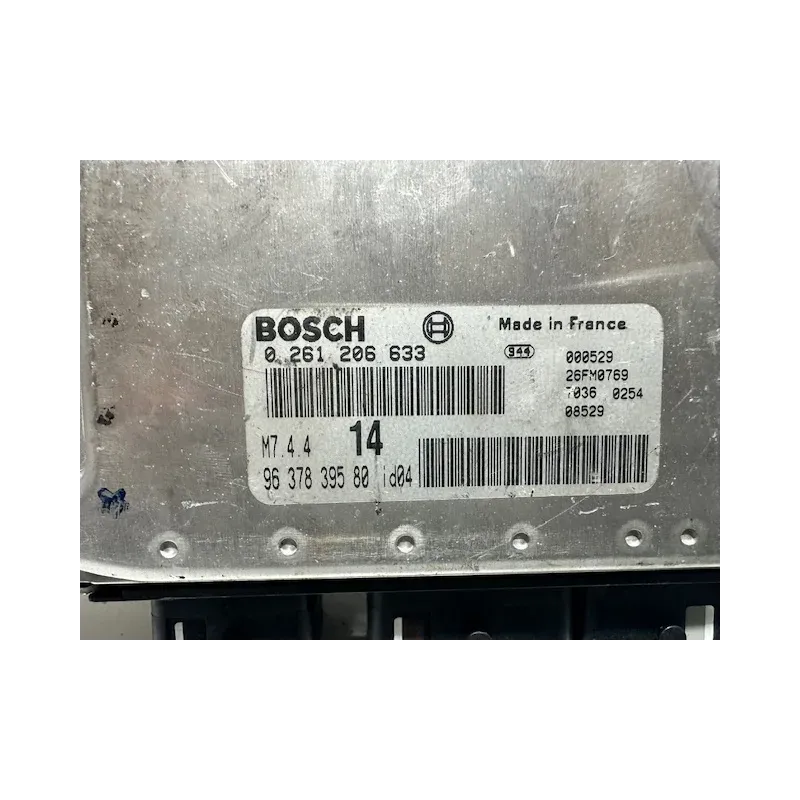 BOSCH
Made in France
0 261 206 633
944
000529
26FM0769
7036 0254
08529
M7.4.4 14
96 378 395 80 id04